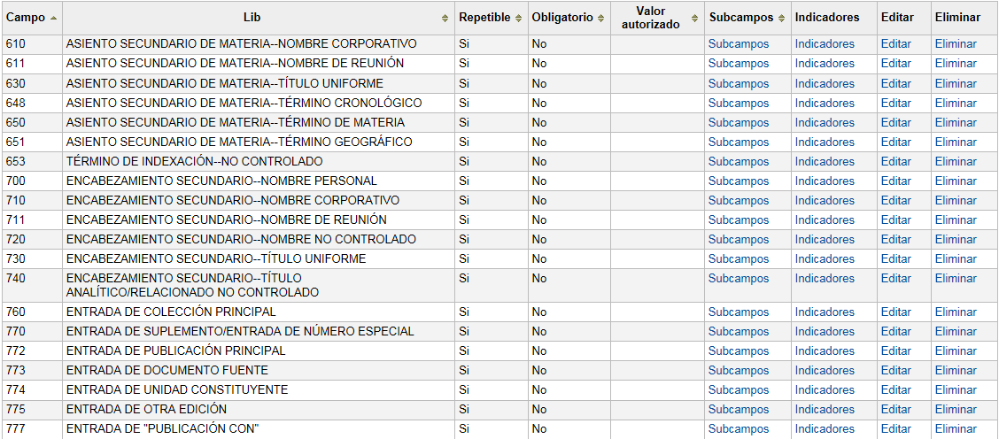 Campo Lib Repetible Obligatorio Valor autorizado Subcampos Indicadores Editar Eliminar
610 ASIENTO SECUNDARIO DE MATERIA--NOMBRE CORPORATIVO Si No Subcampos Indicadores Editar Eliminar
611 ASIENTO SECUNDARIO DE MATERIA--NOMBRE DE REUNIÓN Si No Subcampos Indicadores Editar Eliminar
630 ASIENTO SECUNDARIO DE MATERIA--TÍTULO UNIFORME Si No Subcampos Indicadores Editar Eliminar
648 ASIENTO SECUNDARIO DE MATERIA--TÉRMINO CRONOLÓGICO Si No Subcampos Indicadores Editar Eliminar
650 ASIENTO SECUNDARIO DE MATERIA--TÉRMINO DE MATERIA Si No Subcampos Indicadores Editar Eliminar
651 ASIENTO SECUNDARIO DE MATERIA--TÉRMINO GEOGRÁFICO Si No Subcampos Indicadores Editar Eliminar
653 TÉRMINO DE INDEXACIÓN--NO CONTROLADO Si No Subcampos Indicadores Editar Eliminar
700 ENCABEZAMIENTO SECUNDARIO--NOMBRE PERSONAL Si No Subcampos Indicadores Editar Eliminar
710 ENCABEZAMIENTO SECUNDARIO--NOMBRE CORPORATIVO Si No Subcampos Indicadores Editar Eliminar
711 ENCABEZAMIENTO SECUNDARIO--NOMBRE DE REUNIÓN Si No Subcampos Indicadores Editar Eliminar
720 ENCABEZAMIENTO SECUNDARIO--NOMBRE NO CONTROLADO Si No Subcampos Indicadores Editar Eliminar
730 ENCABEZAMIENTO SECUNDARIO--TÍTULO UNIFORME Si No Subcampos Indicadores Editar Eliminar
740 ENCABEZAMIENTO SECUNDARIO--TÍTULO Si No Subcampos Indicadores Editar Eliminar
ANALÍTICO/RELACIONADO NO CONTROLADO
760 ENTRADA DE COLECCIÓN PRINCIPAL Si No Subcampos Indicadores Editar Eliminar
770 ENTRADA DE SUPLEMENTO/ENTRADA DE NÚMERO ESPECIAL Si No Subcampos Indicadores Editar Eliminar
772 ENTRADA DE PUBLICACIÓN PRINCIPAL Si No Subcampos Indicadores Editar Eliminar
773 ENTRADA DE DOCUMENTO FUENTE Si No Subcampos Indicadores Editar Eliminar
774 ENTRADA DE UNIDAD CONSTITUYENTE Si No Subcampos Indicadores Editar Eliminar
775 ENTRADA DE OTRA EDICIÓN Si No Subcampos Indicadores Editar Eliminar
777 ENTRADA DE "PUBLICACIÓN CON" Si No Subcampos Indicadores Editar Eliminar